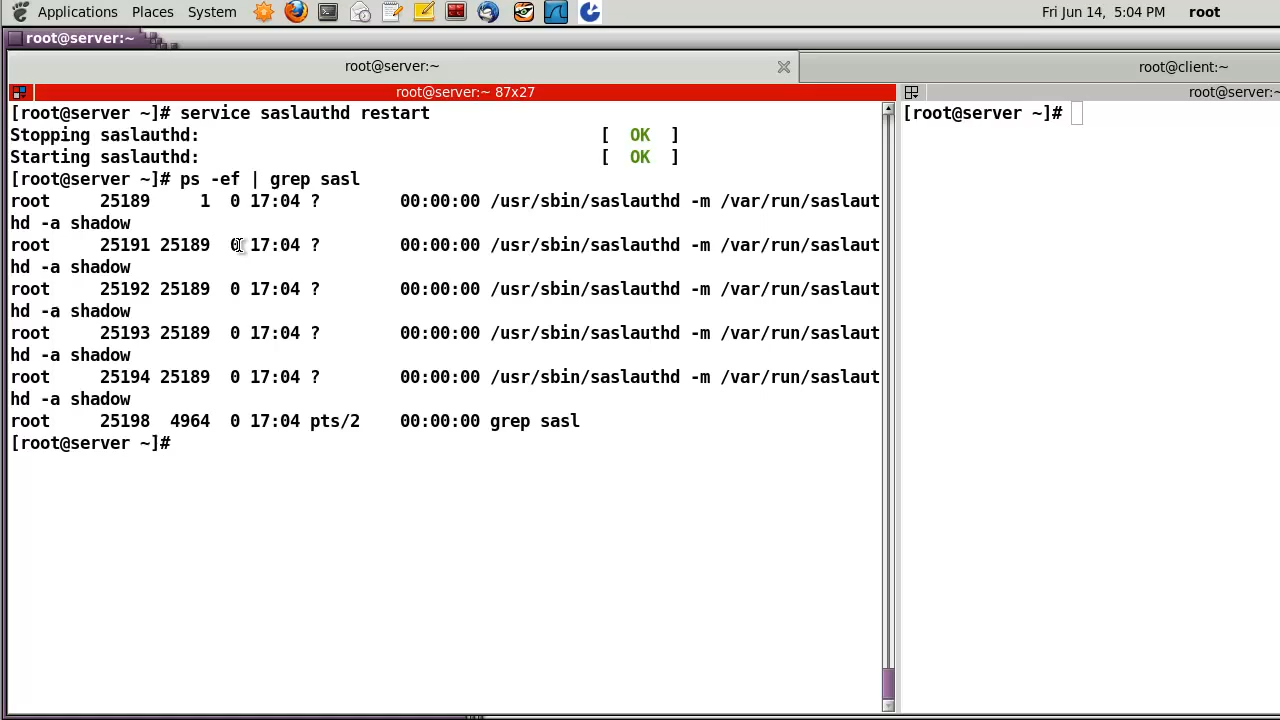 Applications Places System Fri Jun 14, 5:04 PM root
root@server:~
root@server:~ root@client:~
root@server:~ 87x27 root@server:~
[root@server ~]# service saslauthd restart
Stopping saslauthd: [ OK ]
Starting saslauthd: [ OK ]
[root@server ~]# ps -ef | grep sasl
root 25189 1 0 17:04 ? 00:00:00 /usr/sbin/saslauthd -m /var/run/saslaut
hd -a shadow
root 25191 25189 0 17:04 ? 00:00:00 /usr/sbin/saslauthd -m /var/run/saslaut
hd -a shadow
root 25192 25189 0 17:04 ? 00:00:00 /usr/sbin/saslauthd -m /var/run/saslaut
hd -a shadow
root 25193 25189 0 17:04 ? 00:00:00 /usr/sbin/saslauthd -m /var/run/saslaut
hd -a shadow
root 25194 25189 0 17:04 ? 00:00:00 /usr/sbin/saslauthd -m /var/run/saslaut
hd -a shadow
root 25198 4964 0 17:04 pts/2 00:00:00 grep sasl
[root@server ~]#
[root@server ~]#